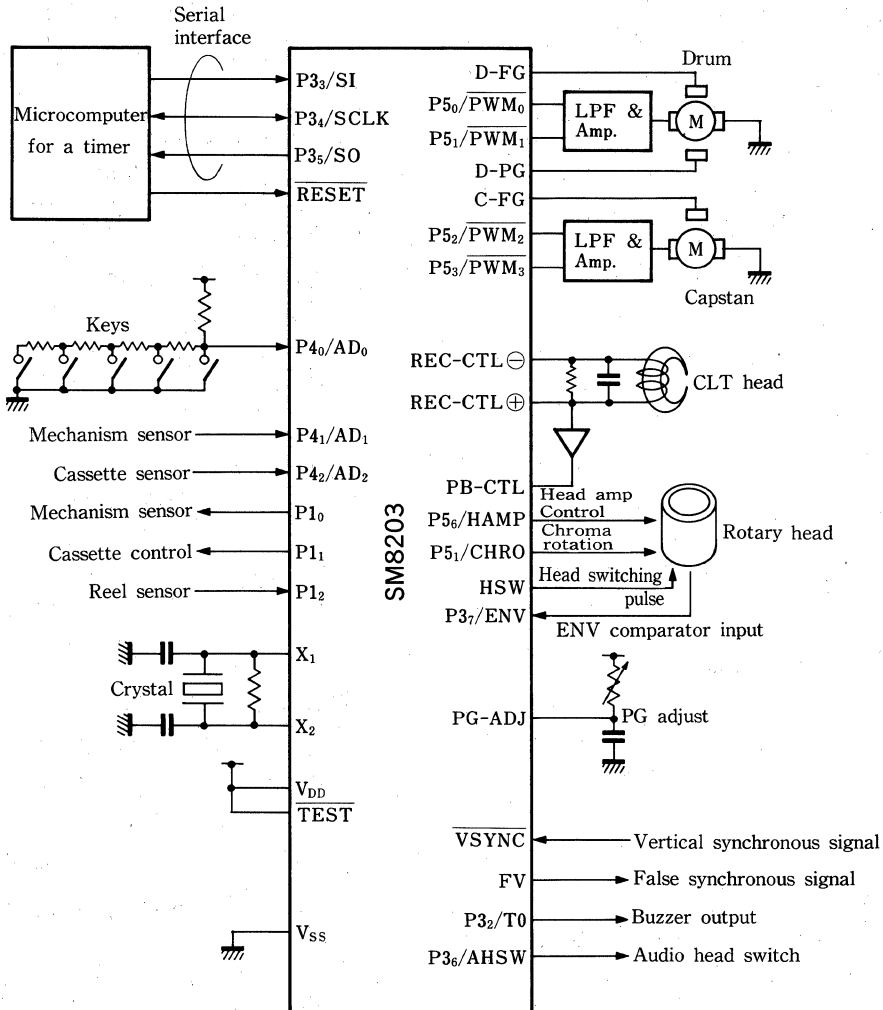 Serial
interface
Microcomputer
for a timer
P3₃/SI
P3₄/SCLK
P3₅/SO
RESET
Keys
P4₀/AD₀
Mechanism sensor
P4₁/AD₁
Cassette sensor
P4₂/AD₂
Mechanism sensor
P1₀
Cassette control
P1₁
Reel sensor
P1₂
X₁
Crystal
X₂
V_DD
TEST
V_SS
SM8203
D-FG
Drum
P5₀/PWM₀
P5₁/PWM₁
LPF &
Amp.
M
D-PG
C-FG
P5₂/PWM₂
P5₃/PWM₃
LPF &
Amp.
M
Capstan
REC-CTL⊖
REC-CTL⊕
CLT head
PB-CTL
Head amp
Control
P5₆/HAMP
Chroma
rotation
P5₁/CHRO
Rotary head
HSW
Head switching
pulse
P3₇/ENV
ENV comparator input
PG-ADJ
PG adjust
VSYNC
Vertical synchronous signal
FV
False synchronous signal
P3₂/T0
Buzzer output
P3₆/AHSW
Audio head switch